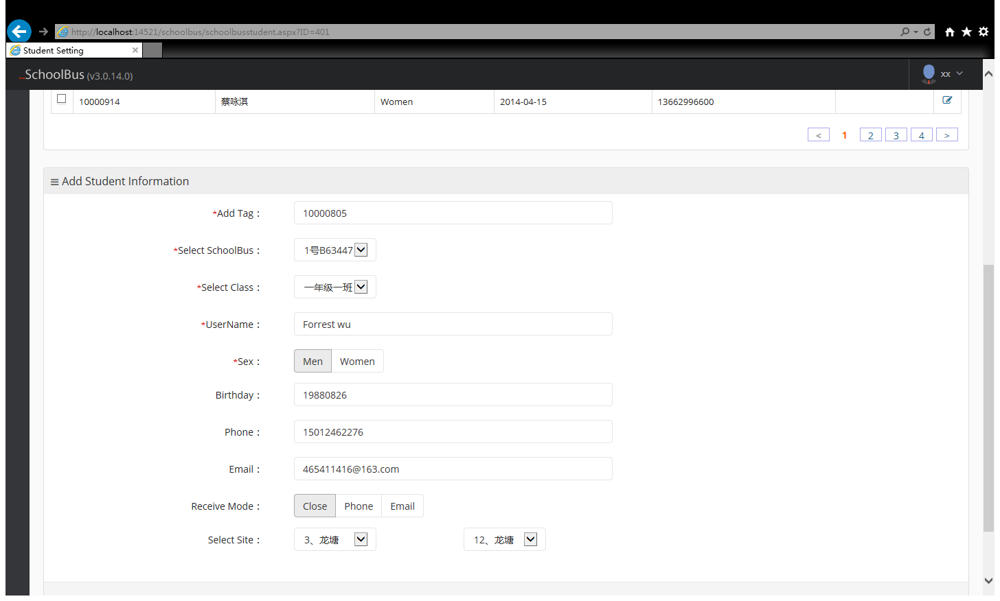 http://localhost:14521/schoolbus/schoolbusstudent.aspx?ID=401
Student Setting
...SchoolBus (v3.0.14.0)
xx
10000914 蔡咏淇 Women 2014-04-15 13662996600
< 1 2 3 4 >
Add Student Information
*Add Tag： 10000805
*Select SchoolBus： 1号B63447
*Select Class： 一年级一班
*UserName： Forrest wu
*Sex： Men Women
Birthday： 19880826
Phone： 15012462276
Email： 465411416@163.com
Receive Mode： Close Phone Email
Select Site： 3、龙塘 12、龙塘